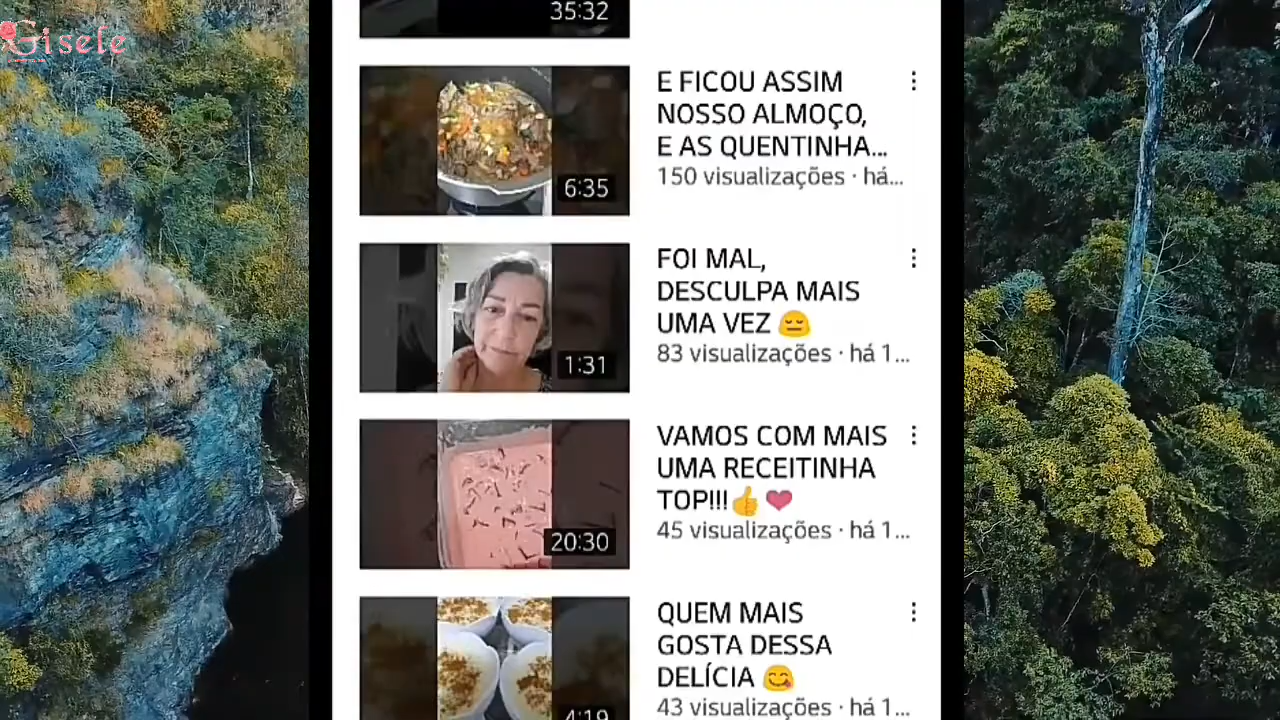 Gisele
35:32
E FICOU ASSIM
NOSSO ALMOÇO,
E AS QUENTINHA...
150 visualizações · há...
6:35
FOI MAL,
DESCULPA MAIS
UMA VEZ 😔
83 visualizações · há 1...
1:31
VAMOS COM MAIS
UMA RECEITINHA
TOP!!!👍❤
45 visualizações · há 1...
20:30
QUEM MAIS
GOSTA DESSA
DELÍCIA 😋
43 visualizações · há 1...
4:19